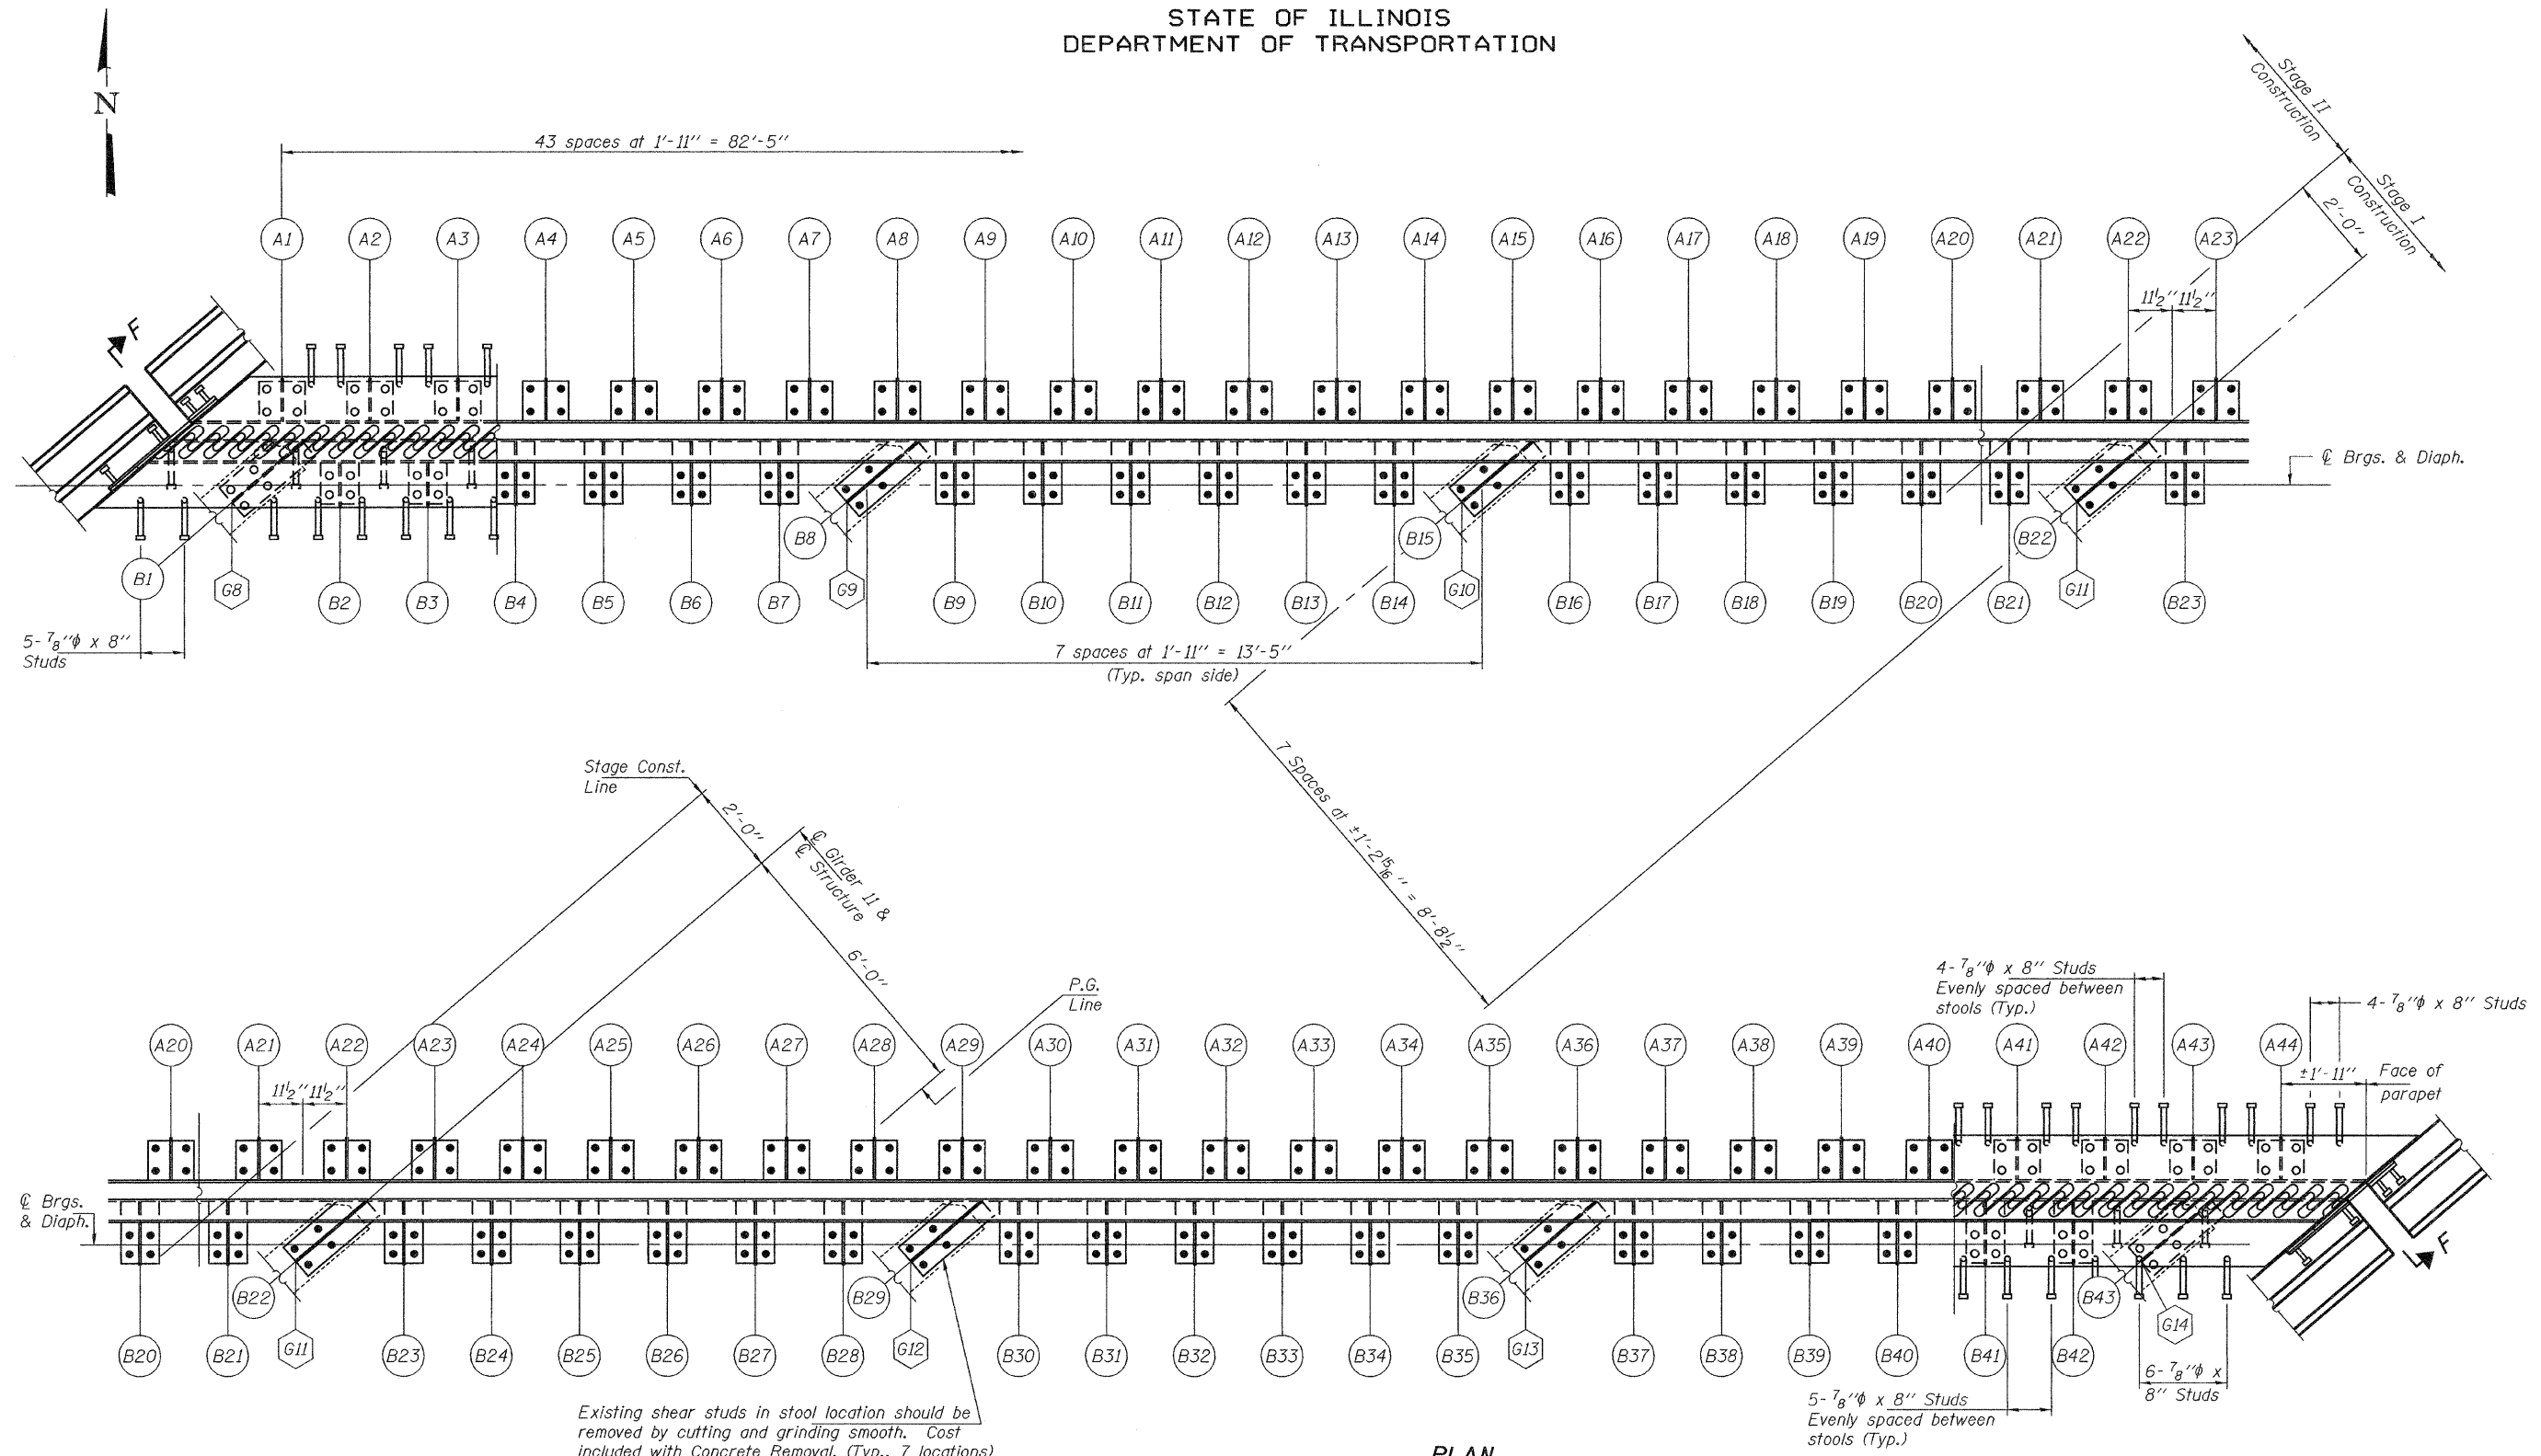 STATE OF ILLINOIS
DEPARTMENT OF TRANSPORTATION
N
43 spaces at 1'-11" = 82'-5"
Stage II
Construction
Stage I
Construction
2'-0"
A1 A2 A3 A4 A5 A6 A7 A8 A9 A10 A11 A12 A13 A14 A15 A16 A17 A18 A19 A20 A21 A22 A23
11½" 11½"
F
℄ Brgs. & Diaph.
B8 B15 B22
B1 G8 B2 B3 B4 B5 B6 B7 G9 B9 B10 B11 B12 B13 B14 G10 B16 B17 B18 B19 B20 B21 G11 B23
5-⅞"ϕ x 8"
Studs
7 spaces at 1'-11" = 13'-5"
(Typ. span side)
7 Spaces at ±1'-2 15/16" = 8'-8½"
Stage Const.
Line
2'-0"
℄ Girder 11 &
℄ Structure
6'-0"
P.G.
Line
4-⅞"ϕ x 8" Studs
Evenly spaced between
stools (Typ.)
4-⅞"ϕ x 8" Studs
A20 A21 A22 A23 A24 A25 A26 A27 A28 A29 A30 A31 A32 A33 A34 A35 A36 A37 A38 A39 A40 A41 A42 A43 A44
11½" 11½"
±1'-11"
Face of
parapet
℄ Brgs.
& Diaph.
F
B22 B29 B36 B43
B20 B21 G11 B23 B24 B25 B26 B27 B28 G12 B30 B31 B32 B33 B34 B35 G13 B37 B38 B39 B40 B41 B42 G14
6-⅞"ϕ x
8" Studs
5-⅞"ϕ x 8" Studs
Evenly spaced between
stools (Typ.)
Existing shear studs in stool location should be
removed by cutting and grinding smooth. Cost
included with Concrete Removal. (Typ., 7 locations)
PLAN